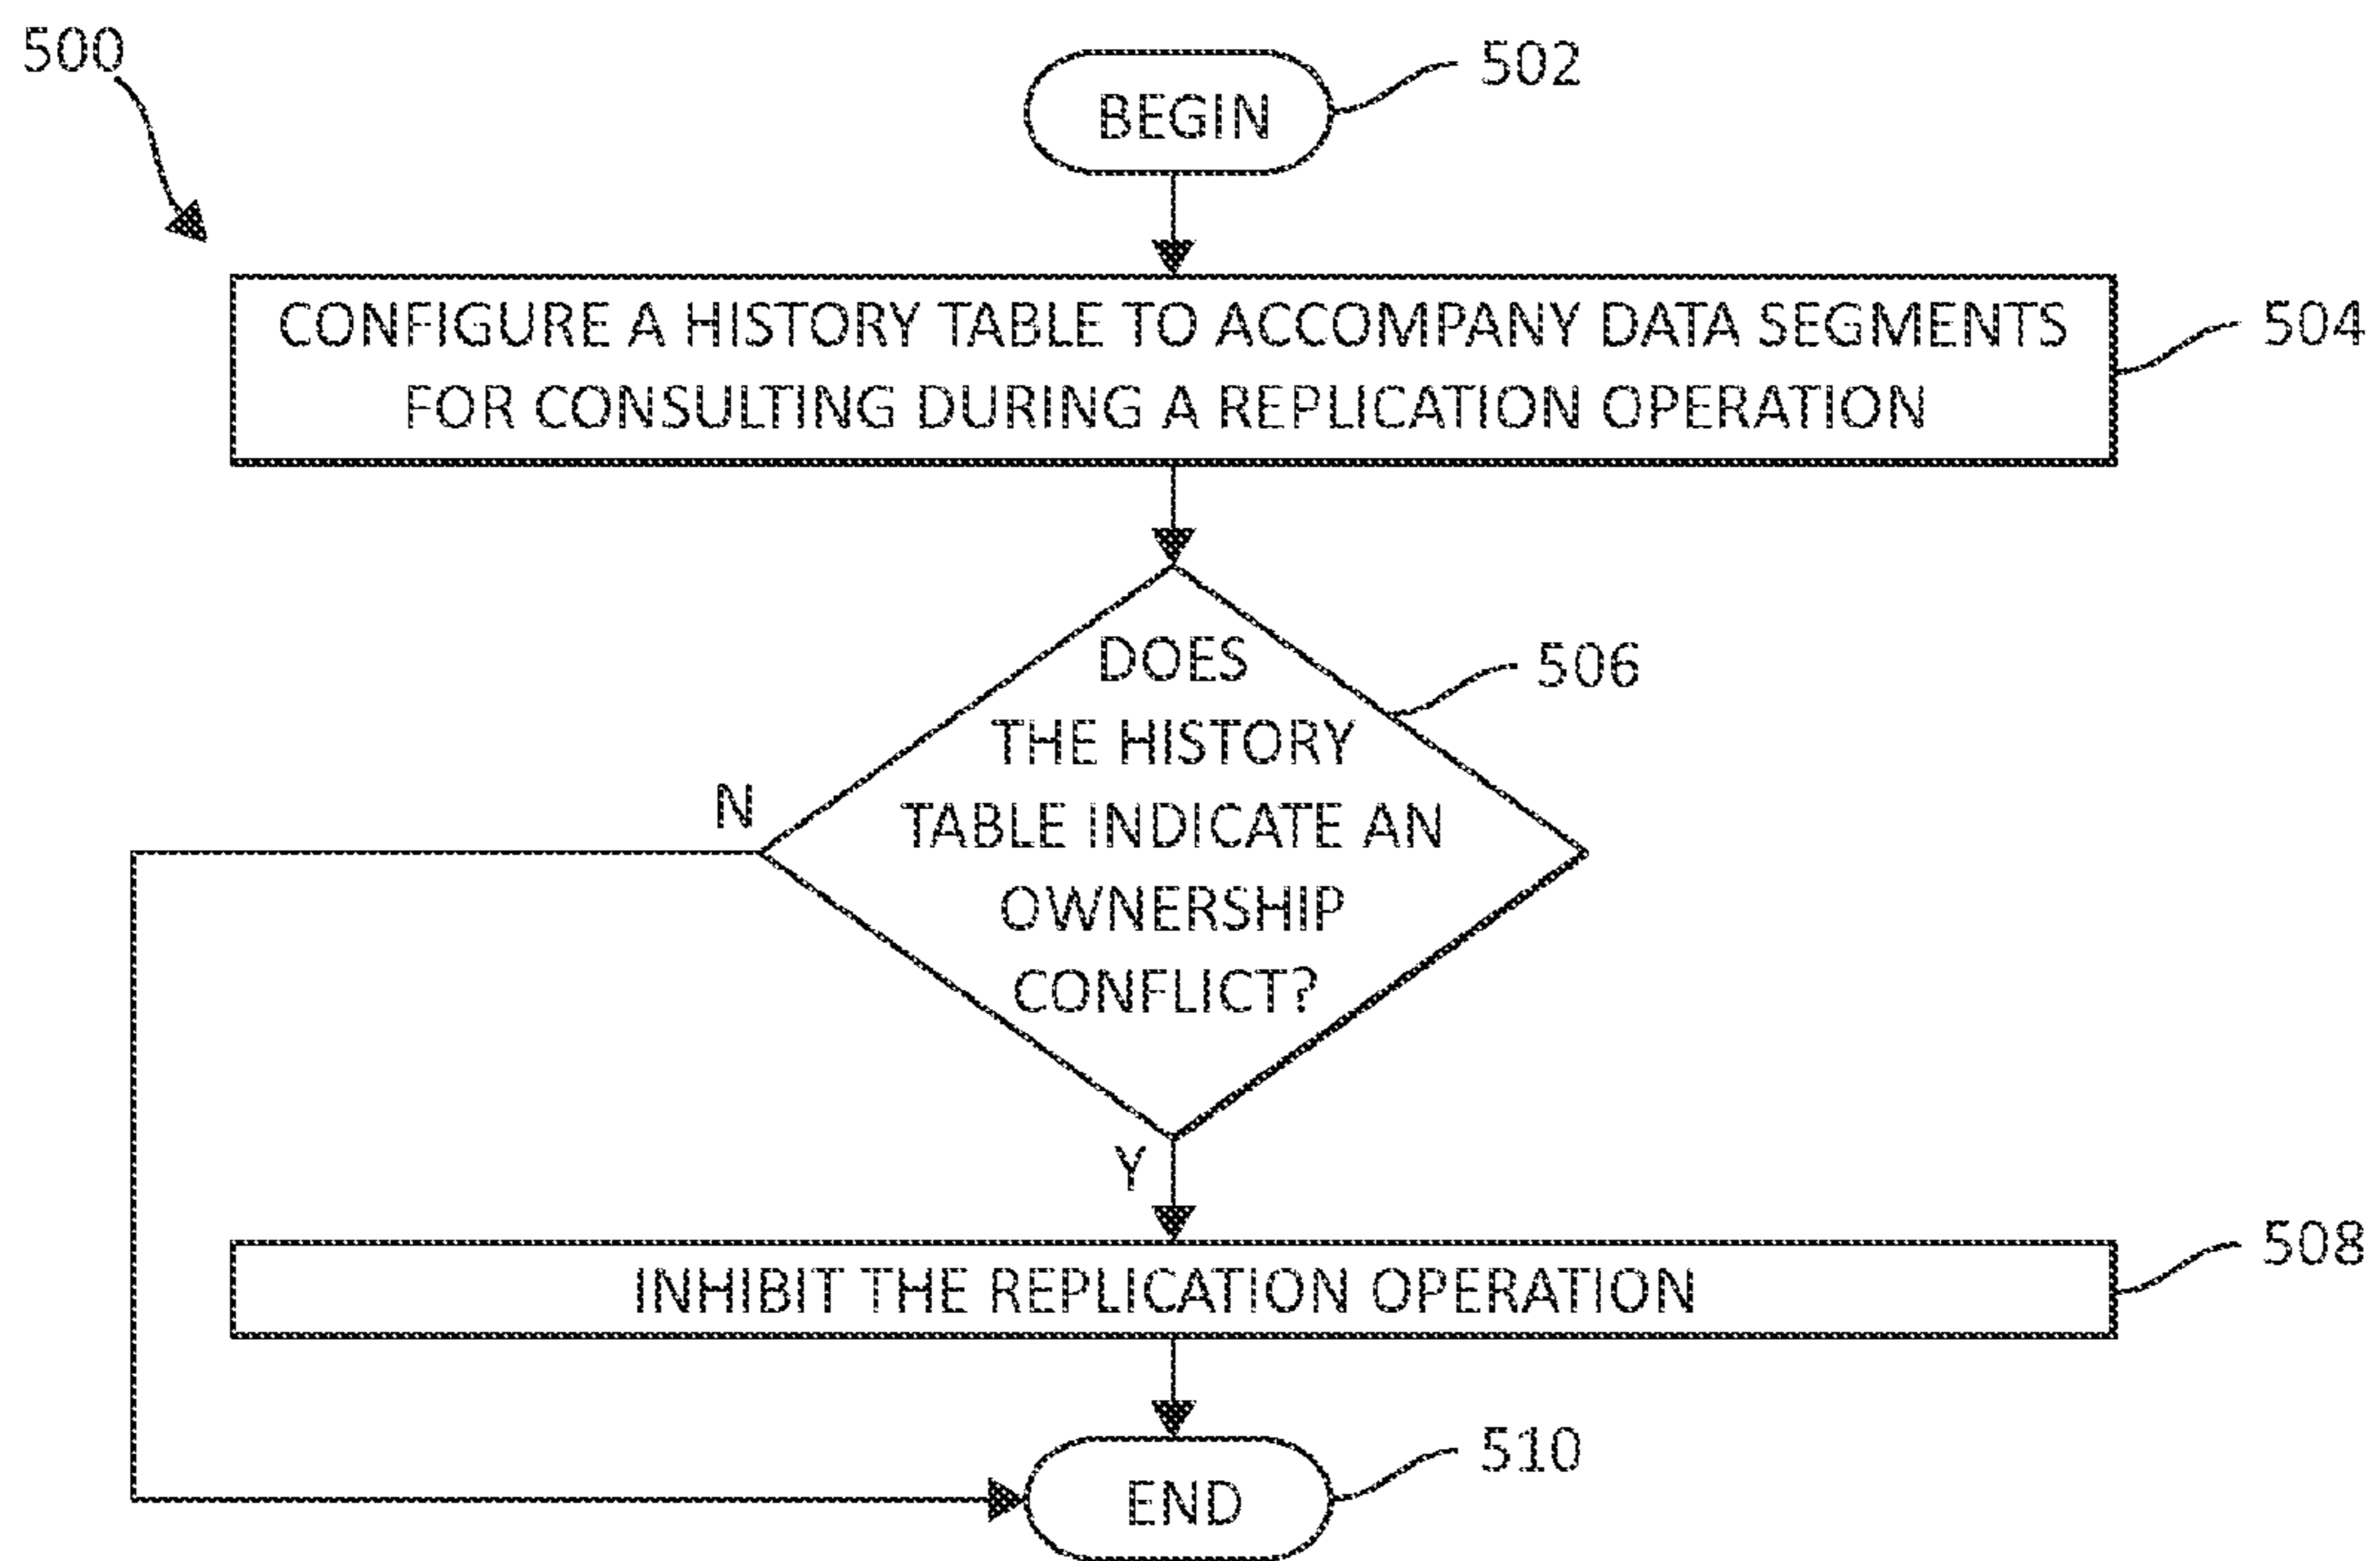 500
BEGIN
502
CONFIGURE A HISTORY TABLE TO ACCOMPANY DATA SEGMENTS
FOR CONSULTING DURING A REPLICATION OPERATION
504
DOES
THE HISTORY
TABLE INDICATE AN
OWNERSHIP
CONFLICT?
506
N
Y
INHIBIT THE REPLICATION OPERATION
508
END
510